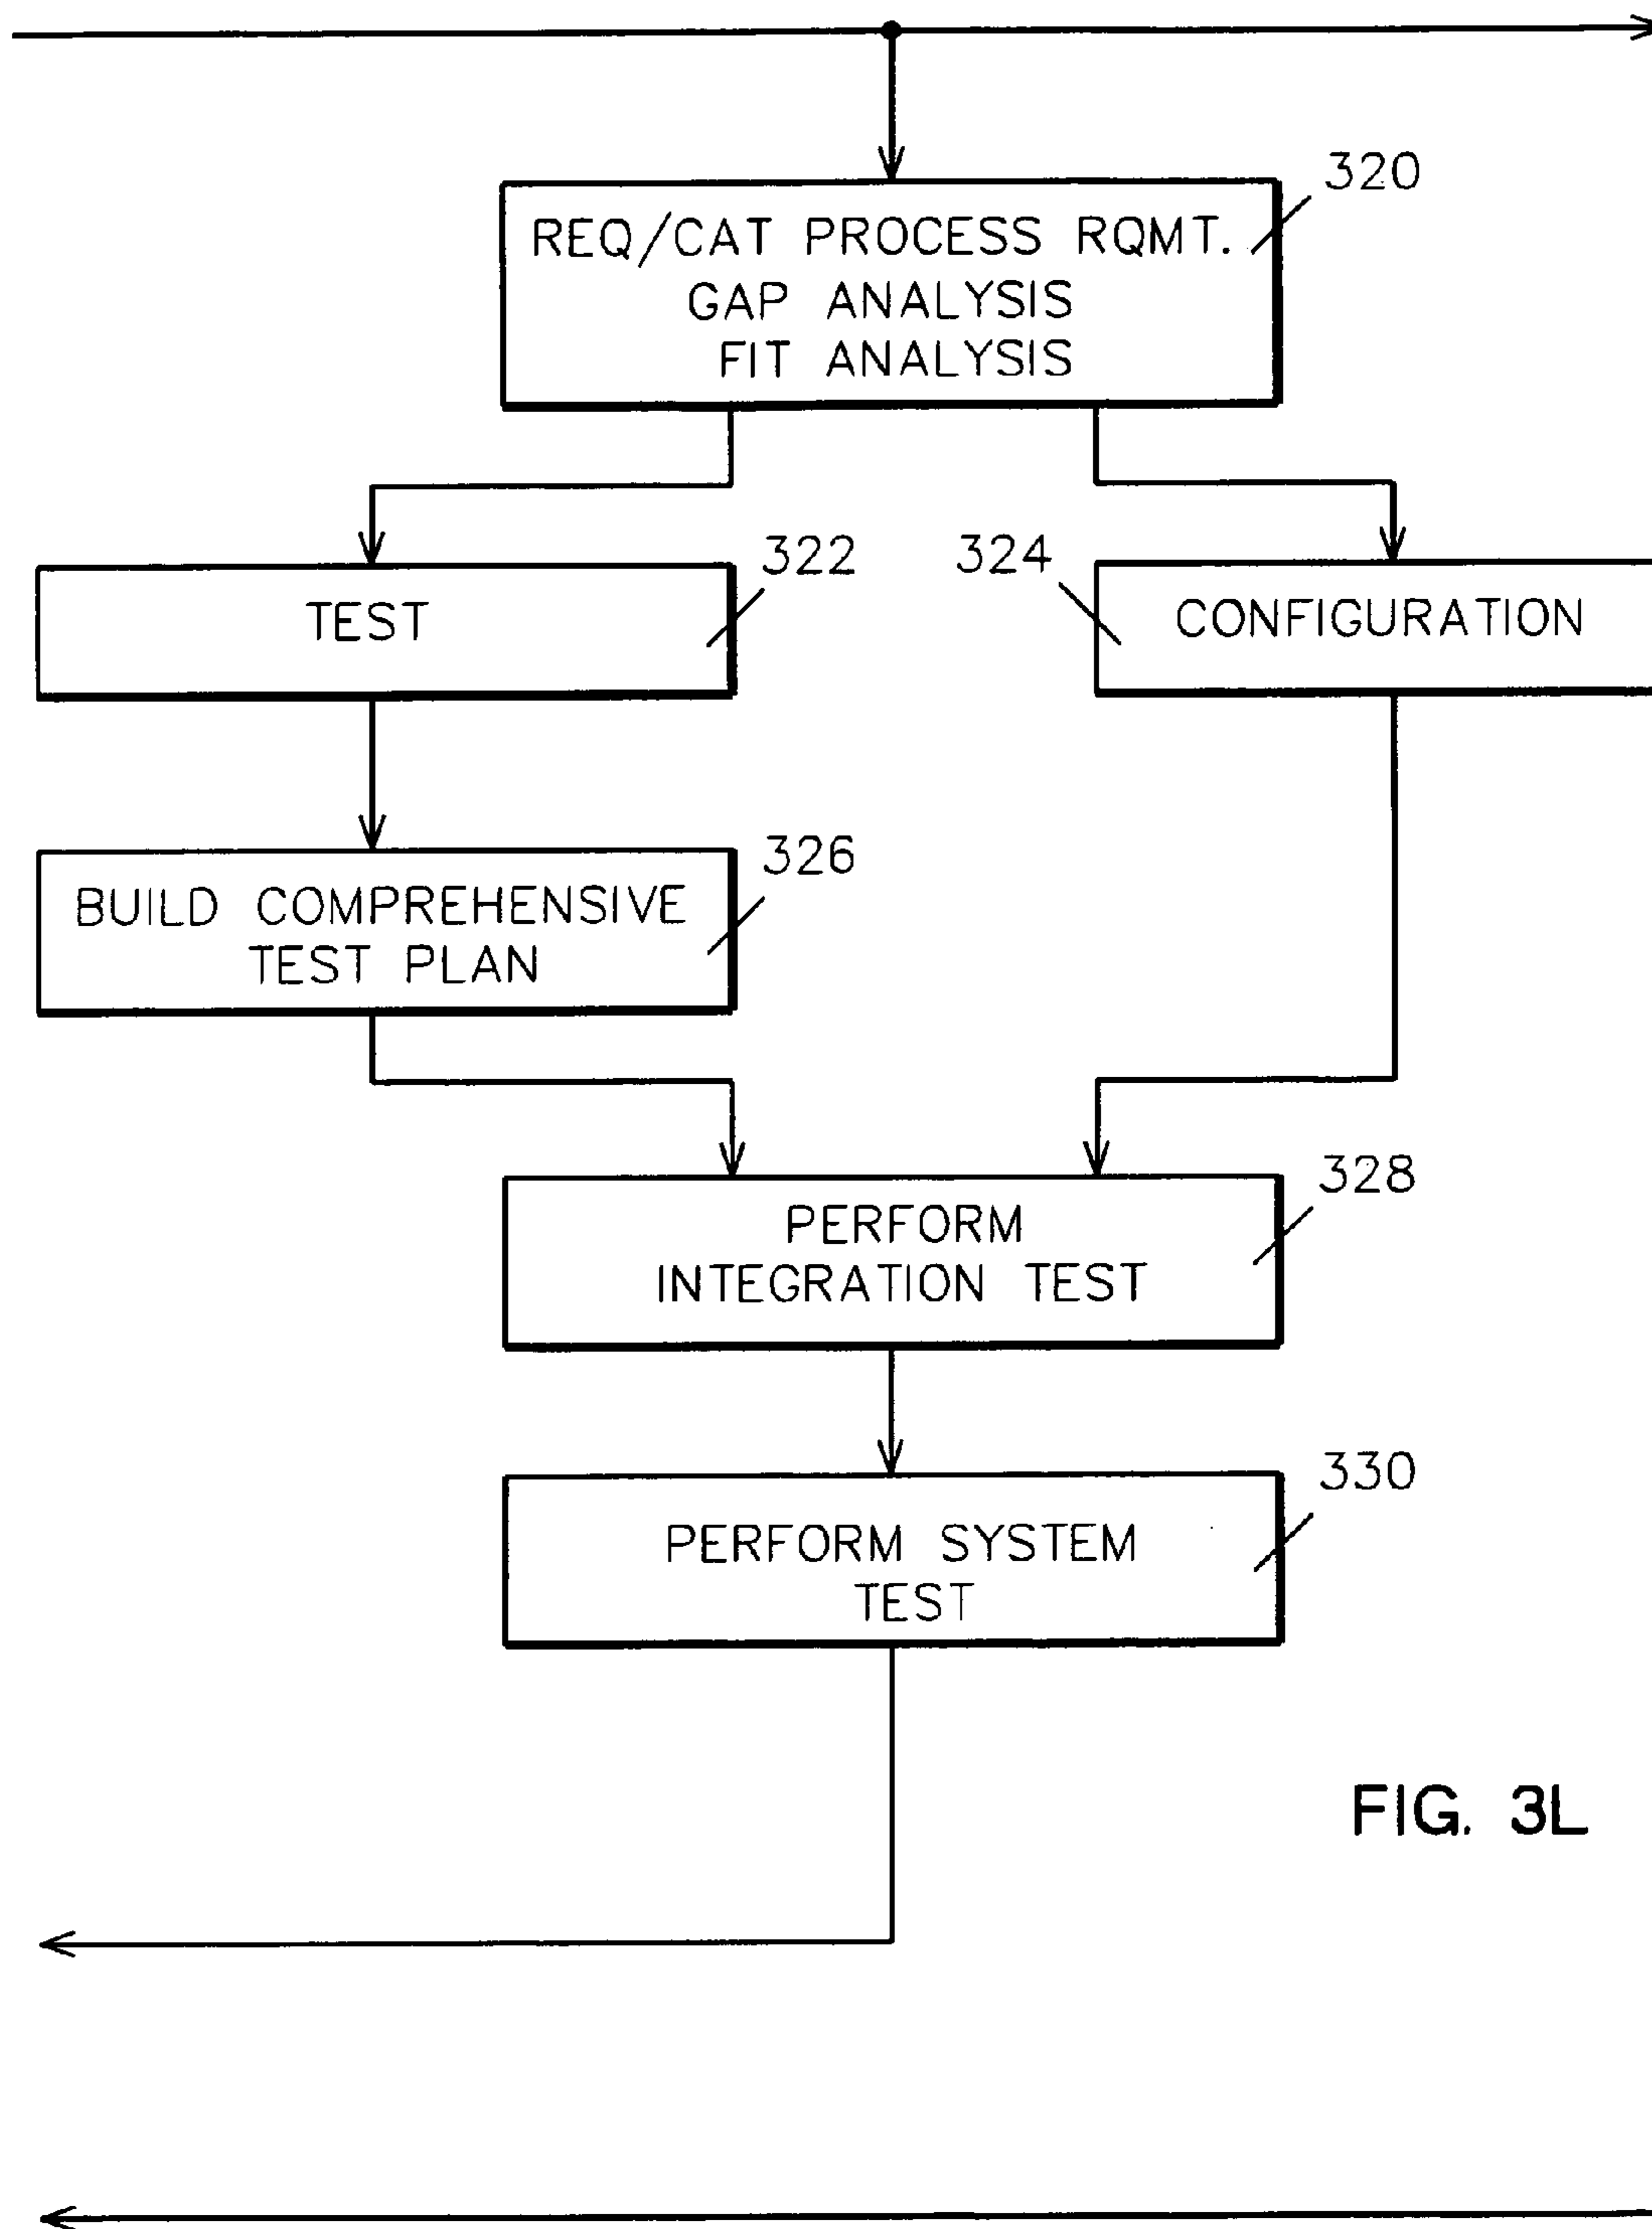 320
REQ/CAT PROCESS RQMT.
GAP ANALYSIS
FIT ANALYSIS
322
TEST
324
CONFIGURATION
326
BUILD COMPREHENSIVE
TEST PLAN
328
PERFORM
INTEGRATION TEST
330
PERFORM SYSTEM
TEST
FIG. 3L